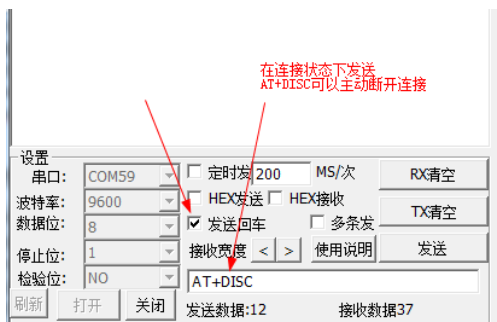 在连接状态下发送
AT+DISC可以主动断开连接
设置
串口: COM59 定时发 200 MS/次 RX清空
波特率: 9600 HEX发送 HEX接收 TX清空
数据位: 8 发送回车 多条发
停止位: 1 接收宽度 < > 使用说明 发送
检验位: NO AT+DISC
刷新 打开 关闭 发送数据:12 接收数据37